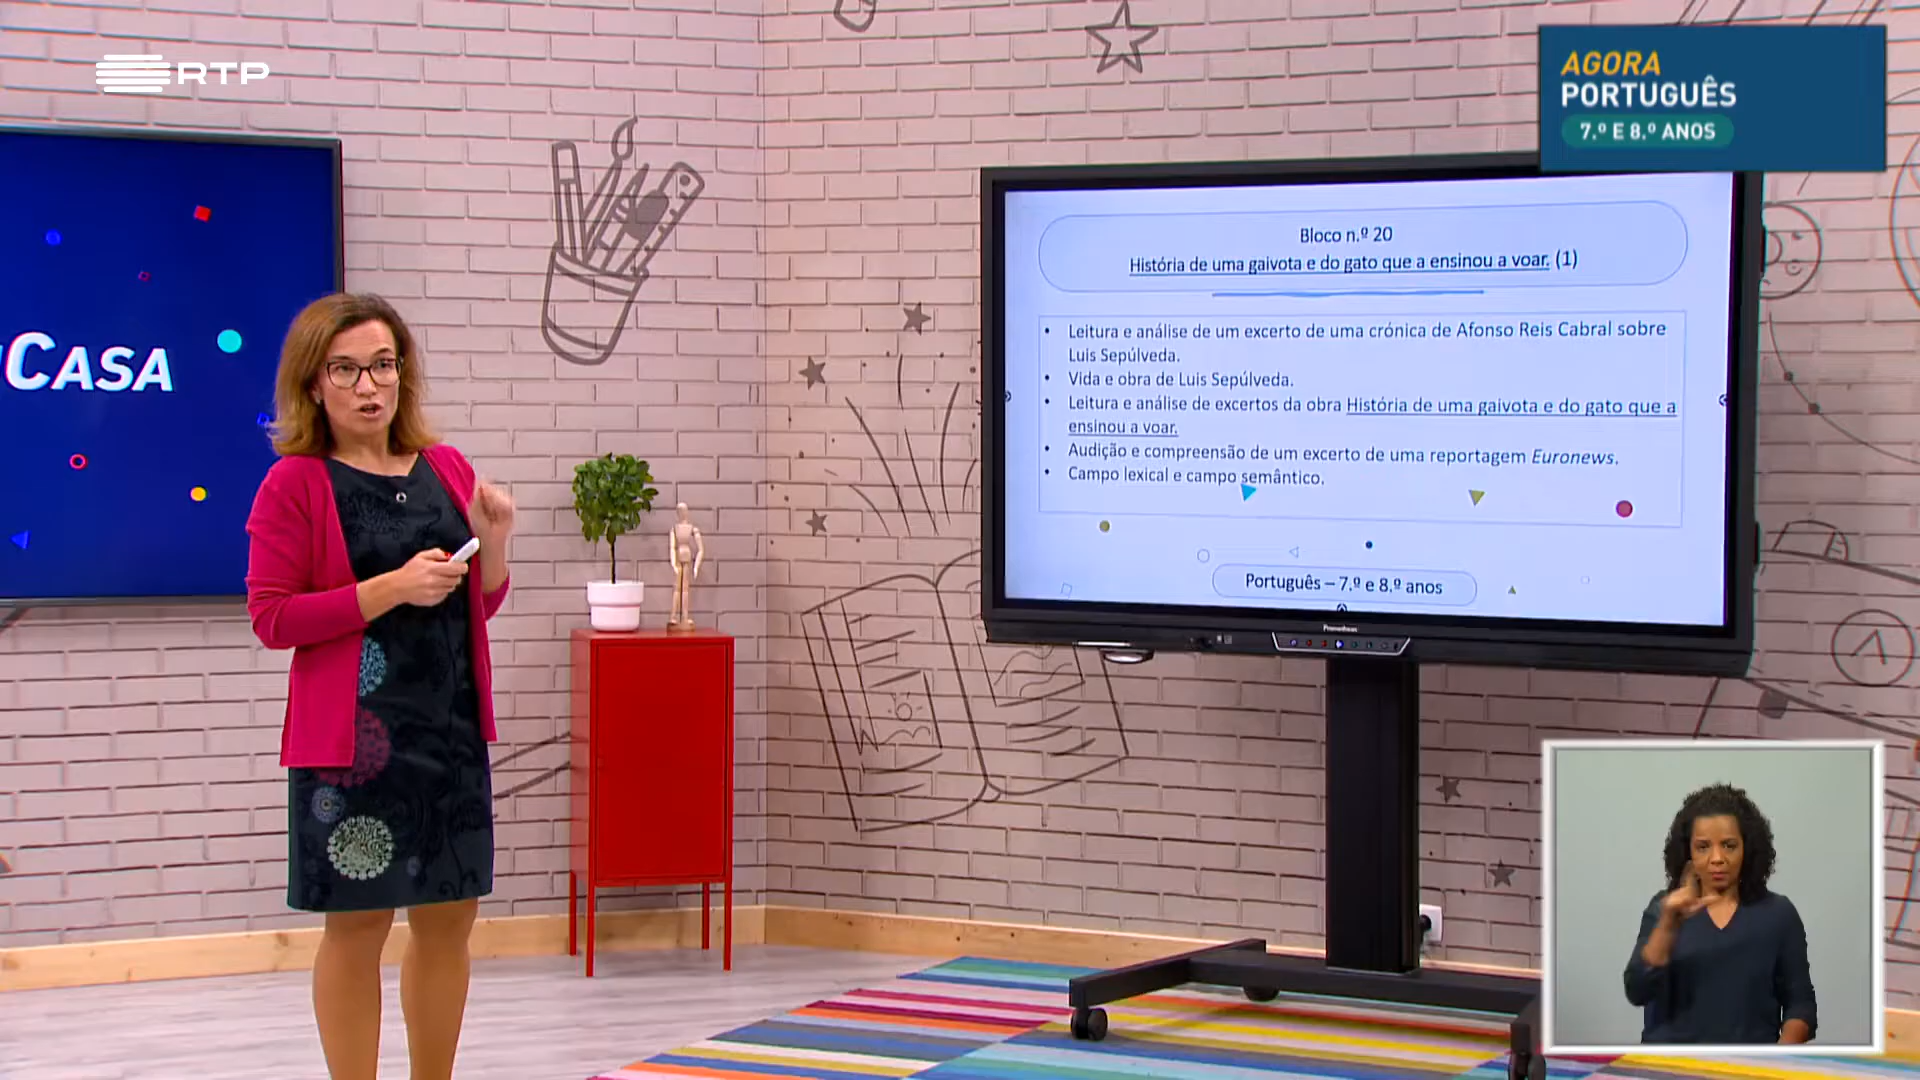 RTP
AGORA
PORTUGUÊS
7.º E 8.º ANOS
CASA
Bloco n.º 20
História de uma gaivota e do gato que a ensinou a voar. (1)
• Leitura e análise de um excerto de uma crónica de Afonso Reis Cabral sobre
Luis Sepúlveda.
• Vida e obra de Luis Sepúlveda.
• Leitura e análise de excertos da obra História de uma gaivota e do gato que a
ensinou a voar.
• Audição e compreensão de um excerto de uma reportagem Euronews.
• Campo lexical e campo semântico.
Português – 7.º e 8.º anos
Promethean